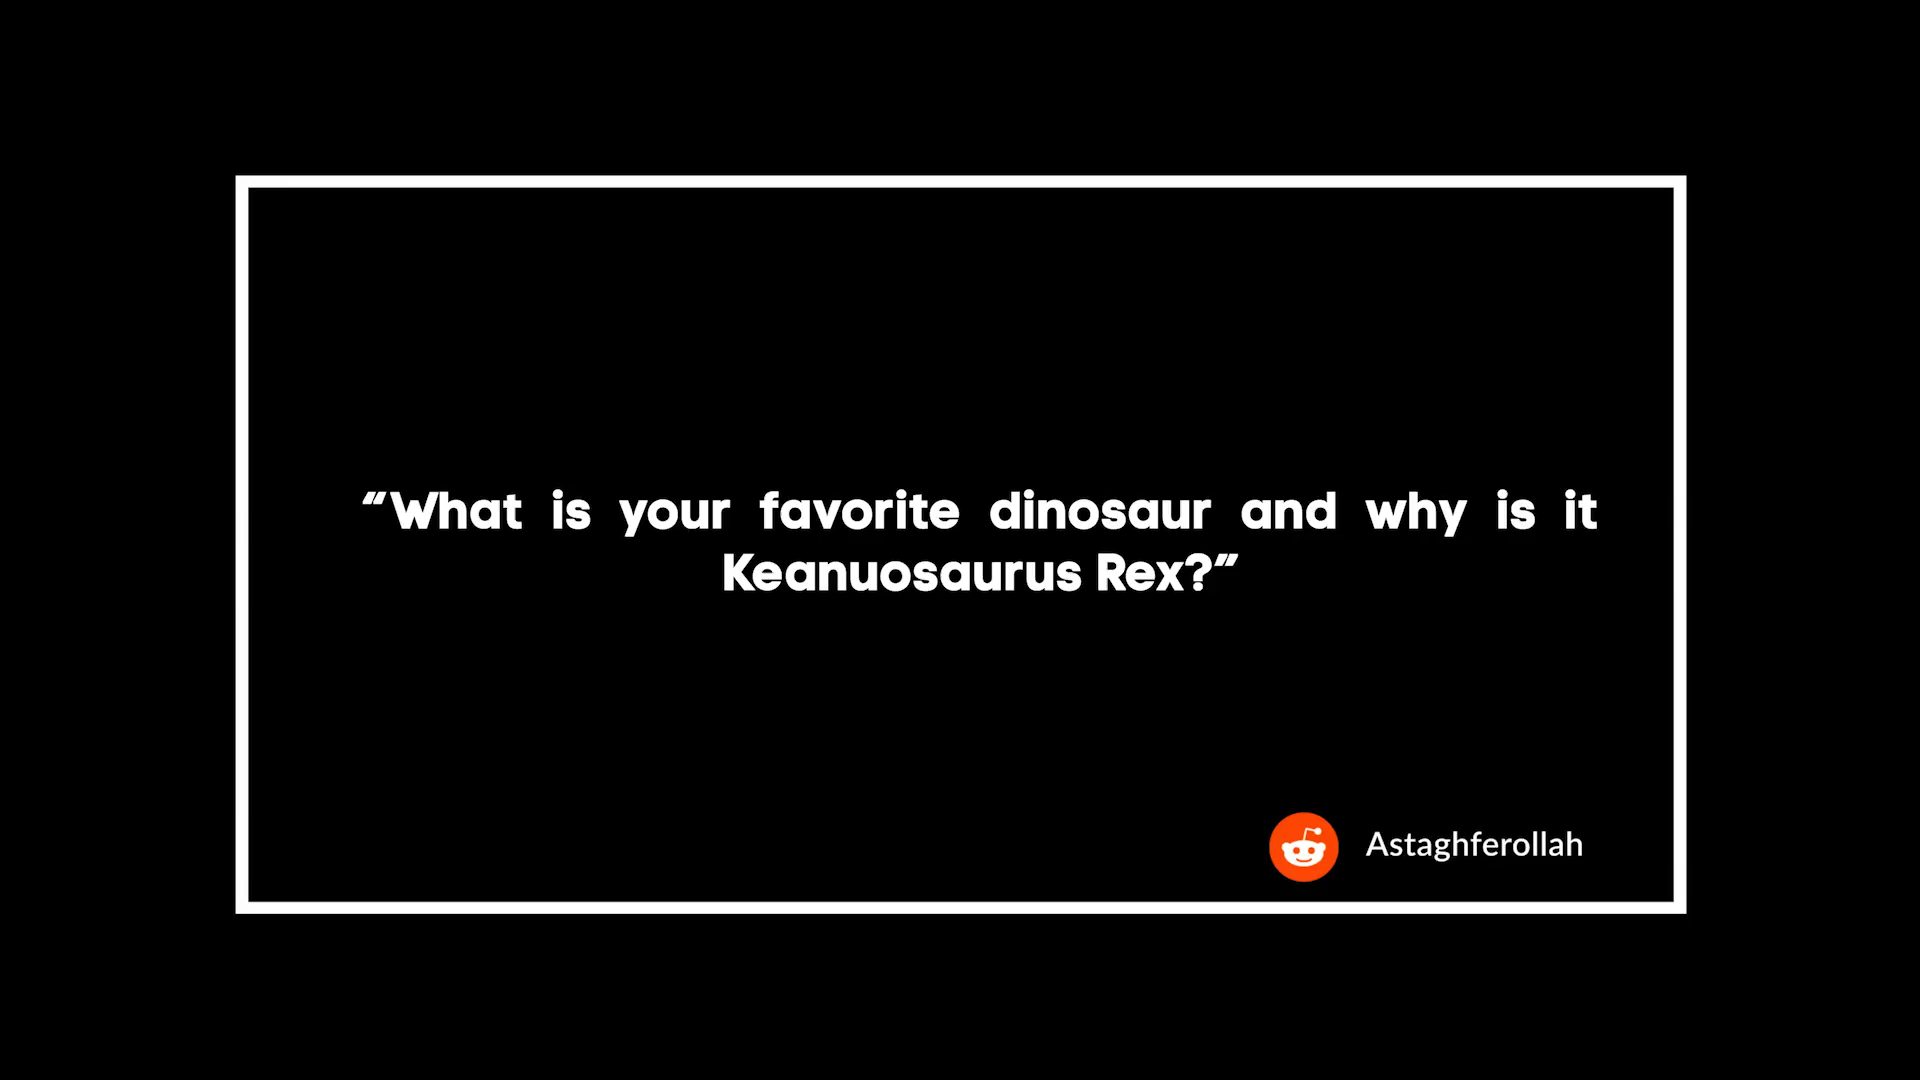 “What is your favorite dinosaur and why is it
Keanuosaurus Rex?”
Astaghferollah